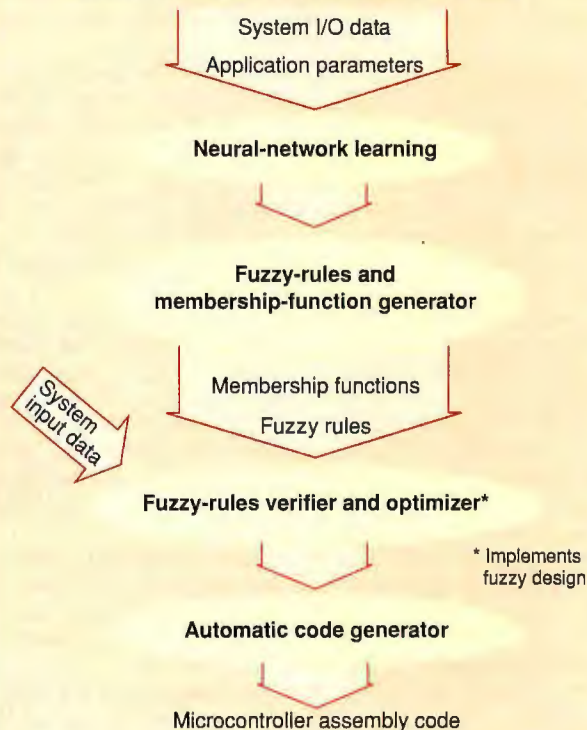 System I/O data
Application parameters
Neural-network learning
Fuzzy-rules and
membership-function generator
Membership functions
Fuzzy rules
System
input data
Fuzzy-rules verifier and optimizer*
* Implements
fuzzy design
Automatic code generator
Microcontroller assembly code